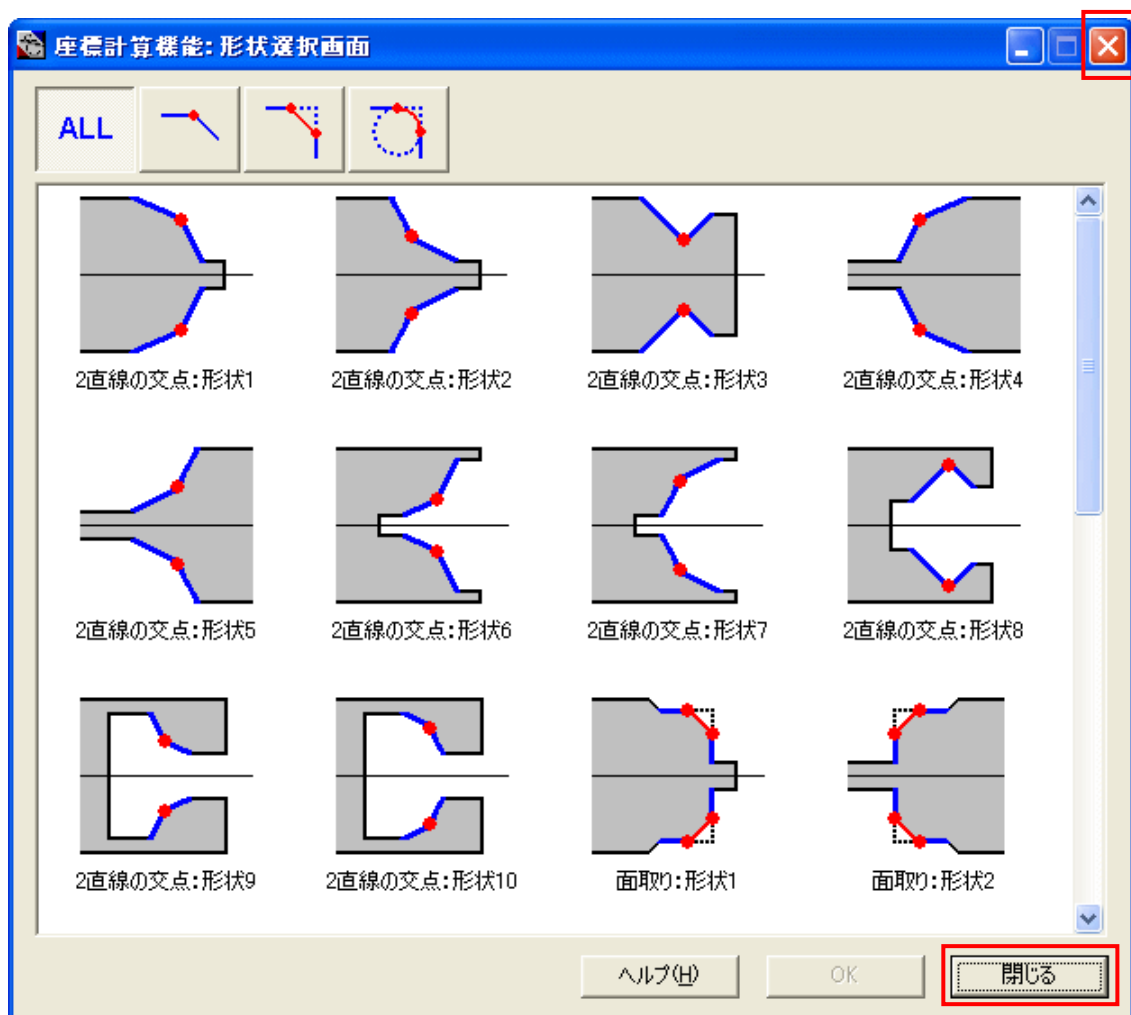 座標計算機能:形状選択画面
ALL
2直線の交点:形状1
2直線の交点:形状2
2直線の交点:形状3
2直線の交点:形状4
2直線の交点:形状5
2直線の交点:形状6
2直線の交点:形状7
2直線の交点:形状8
2直線の交点:形状9
2直線の交点:形状10
面取り:形状1
面取り:形状2
ヘルプ(H)
OK
閉じる